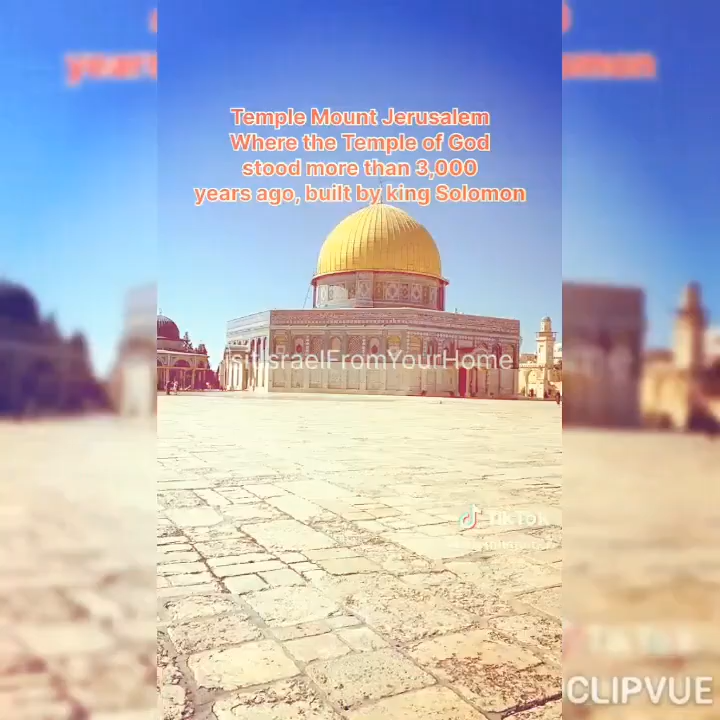 Temple Mount Jerusalem
Where the Temple of God
stood more than 3,000
years ago, built by king Solomon
isitIsraelFromYourHome
TikTok
CLIPVUE